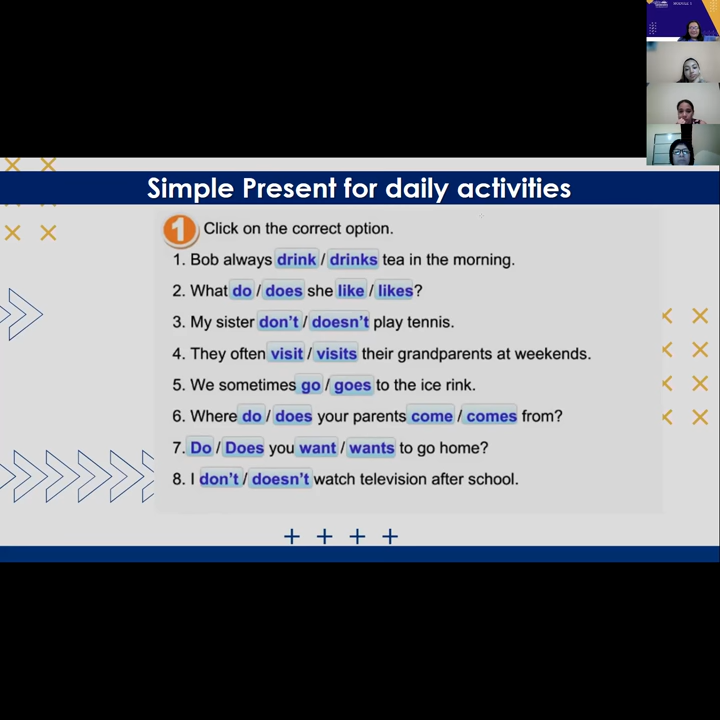 MODULE 1
Simple Present for daily activities
1 Click on the correct option.
1. Bob always drink / drinks tea in the morning.
2. What do / does she like / likes?
3. My sister don't / doesn't play tennis.
4. They often visit / visits their grandparents at weekends.
5. We sometimes go / goes to the ice rink.
6. Where do / does your parents come / comes from?
7. Do / Does you want / wants to go home?
8. I don't / doesn't watch television after school.